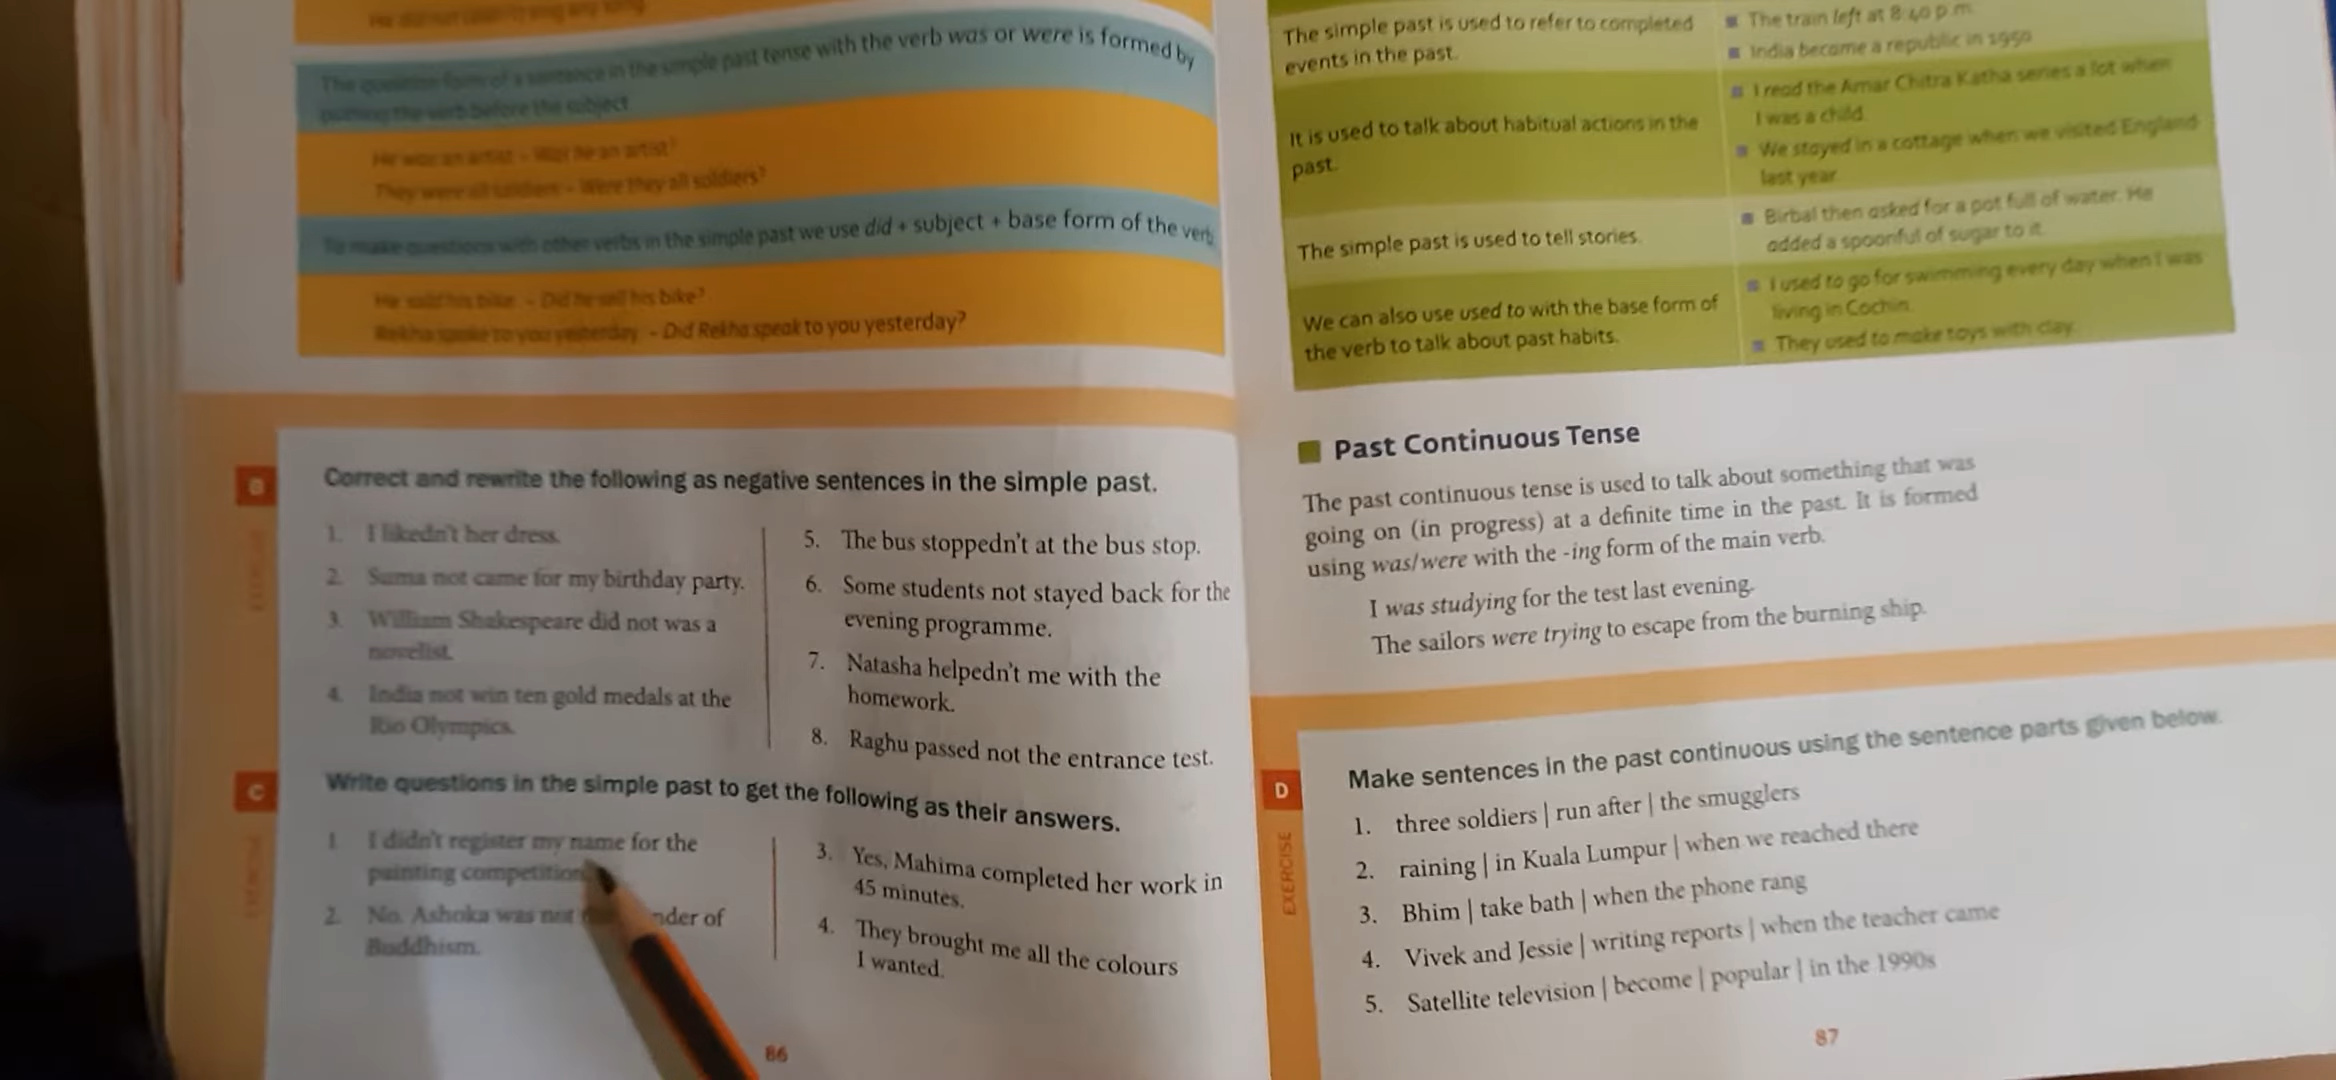 The question form of a sentence in the simple past tense with the verb was or were is formed by
putting the verb before the subject
He was an artist – Was he an artist?
They were all soldiers – Were they all soldiers?
To make questions with other verbs in the simple past we use did + subject + base form of the verb
He sold his bike. – Did he sell his bike?
Rekha spoke to you yesterday. – Did Rekha speak to you yesterday?
B
Correct and rewrite the following as negative sentences in the simple past.
1. I likedn't her dress.
2. Suma not came for my birthday party.
3. William Shakespeare did not was a
novelist.
4. India not win ten gold medals at the
Rio Olympics.
5. The bus stoppedn't at the bus stop.
6. Some students not stayed back for the
evening programme.
7. Natasha helpedn't me with the
homework.
8. Raghu passed not the entrance test.
C
Write questions in the simple past to get the following as their answers.
1 I didn't register my name for the
painting competition
2. No. Ashoka was not nder of
Buddhism.
3. Yes, Mahima completed her work in
45 minutes.
4. They brought me all the colours
I wanted.
86
The simple past is used to refer to completed
events in the past.
The train left at 8:40 p.m.
India became a republic in 1950
It is used to talk about habitual actions in the
past.
I read the Amar Chitra Katha series a lot when
I was a child.
We stayed in a cottage when we visited England
last year
The simple past is used to tell stories.
Birbal then asked for a pot full of water. He
added a spoonful of sugar to it.
We can also use used to with the base form of
the verb to talk about past habits.
I used to go for swimming every day when I was
living in Cochin.
They used to make toys with clay.
Past Continuous Tense
The past continuous tense is used to talk about something that was
going on (in progress) at a definite time in the past. It is formed
using was/were with the -ing form of the main verb.
I was studying for the test last evening.
The sailors were trying to escape from the burning ship.
D
EXERCISE
Make sentences in the past continuous using the sentence parts given below.
1. three soldiers | run after | the smugglers
2. raining | in Kuala Lumpur | when we reached there
3. Bhim | take bath | when the phone rang
4. Vivek and Jessie | writing reports | when the teacher came
5. Satellite television | become | popular | in the 1990s
87